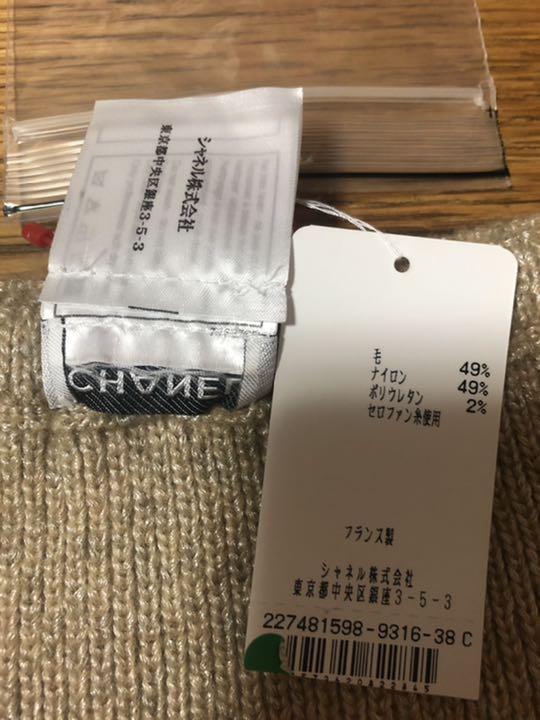 シャネル株式会社
東京都中央区銀座3-5-3
CHANEL
毛 49%
ナイロン 49%
ポリウレタン 2%
セロファン糸使用
フランス製
シャネル株式会社
東京都中央区銀座3-5-3
227481598-9316-38 C